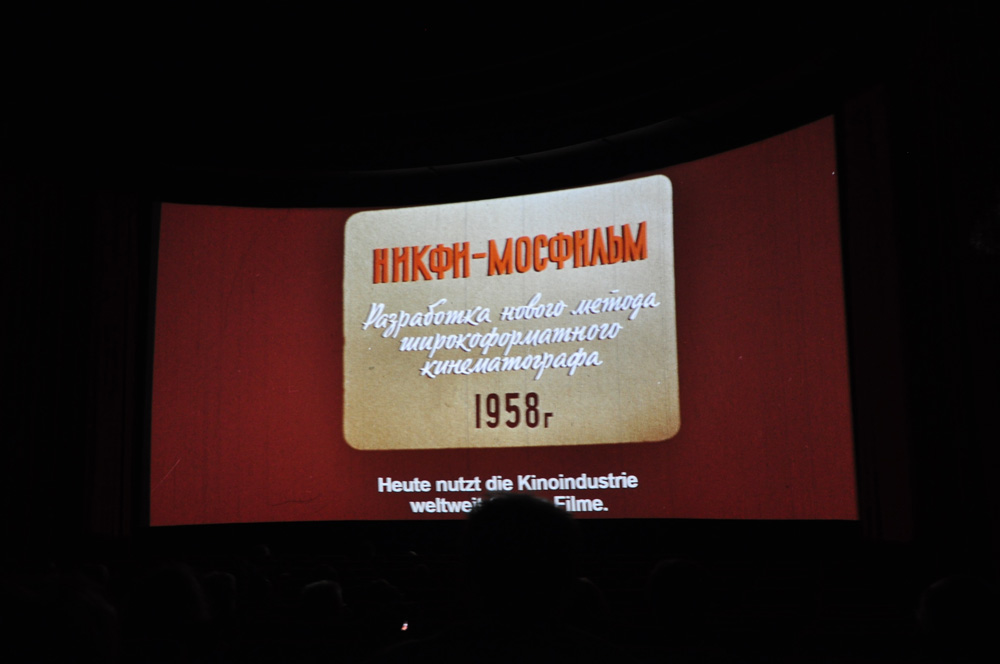 НИКФИ-МОСФИЛЬМ
Разработка нового метода
широкоформатного
кинематографа
1958г
Heute nutzt die Kinoindustrie
weltweit Filme.